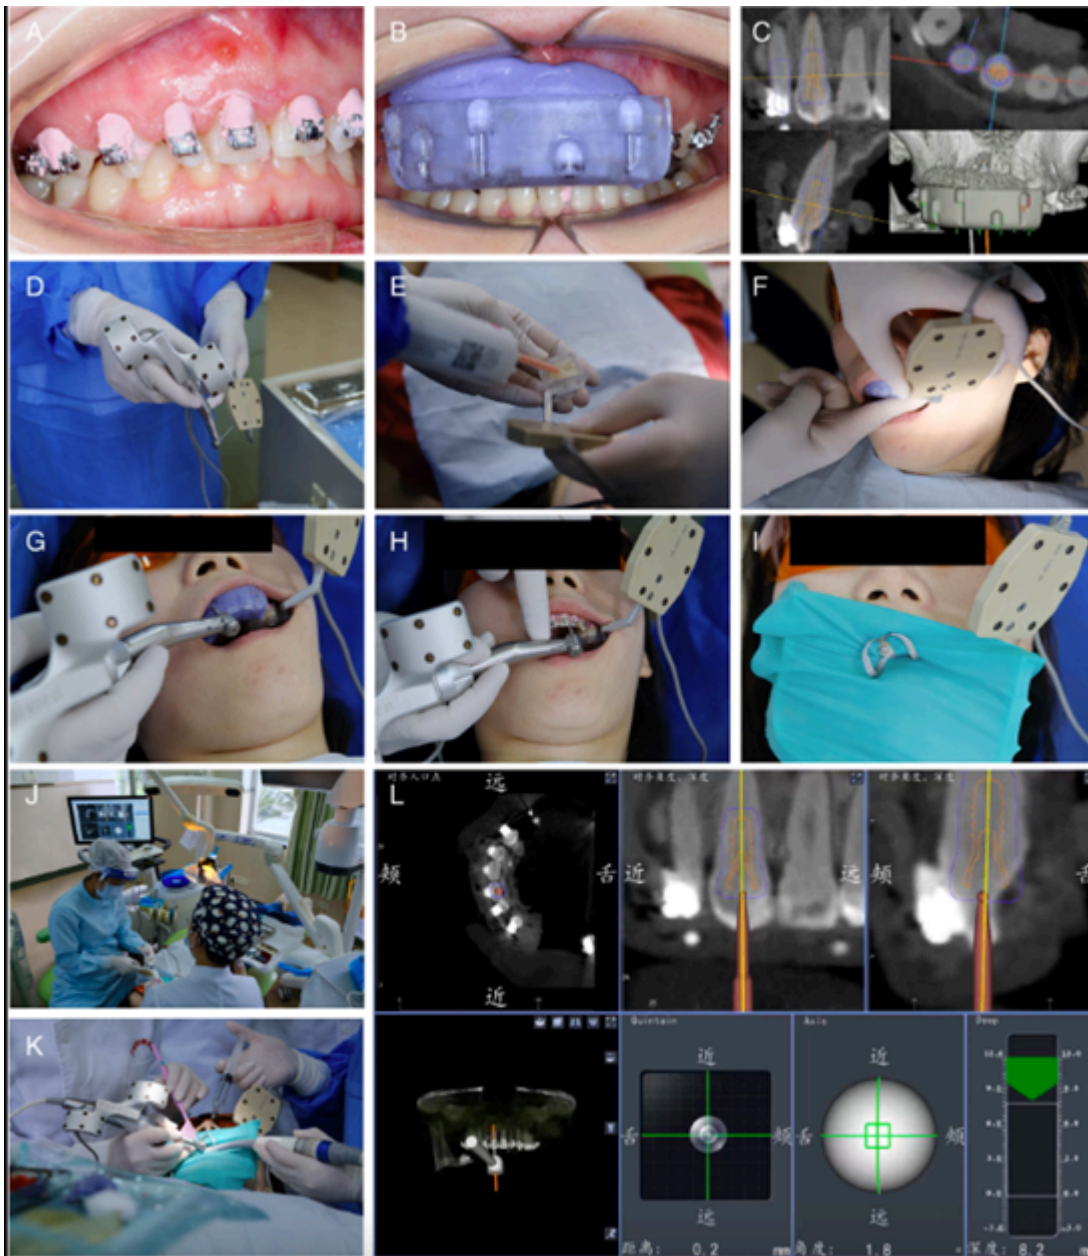 A
B
C
D
E
F
G
H
I
J
K
L
对齐入口点
远
颊
舌
近
对齐角度、深度
近
远
对齐角度、深度
颊
舌
Quintain
近
舌
颊
远
距离: 0.2 mm
Axis
近
舌
颊
远
角度: 1.8
Deep
深度: 8.2